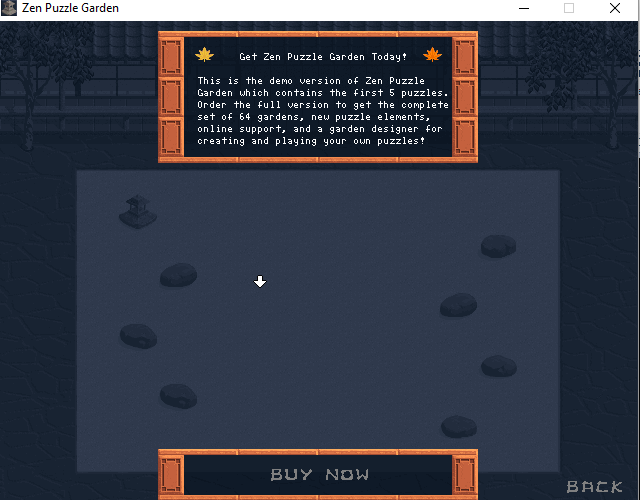 Zen Puzzle Garden
Get Zen Puzzle Garden Today!
This is the demo version of Zen Puzzle
Garden which contains the first 5 puzzles.
Order the full version to get the complete
set of 64 gardens, new puzzle elements,
online support, and a garden designer for
creating and playing your own puzzles!
BUY NOW
BACK